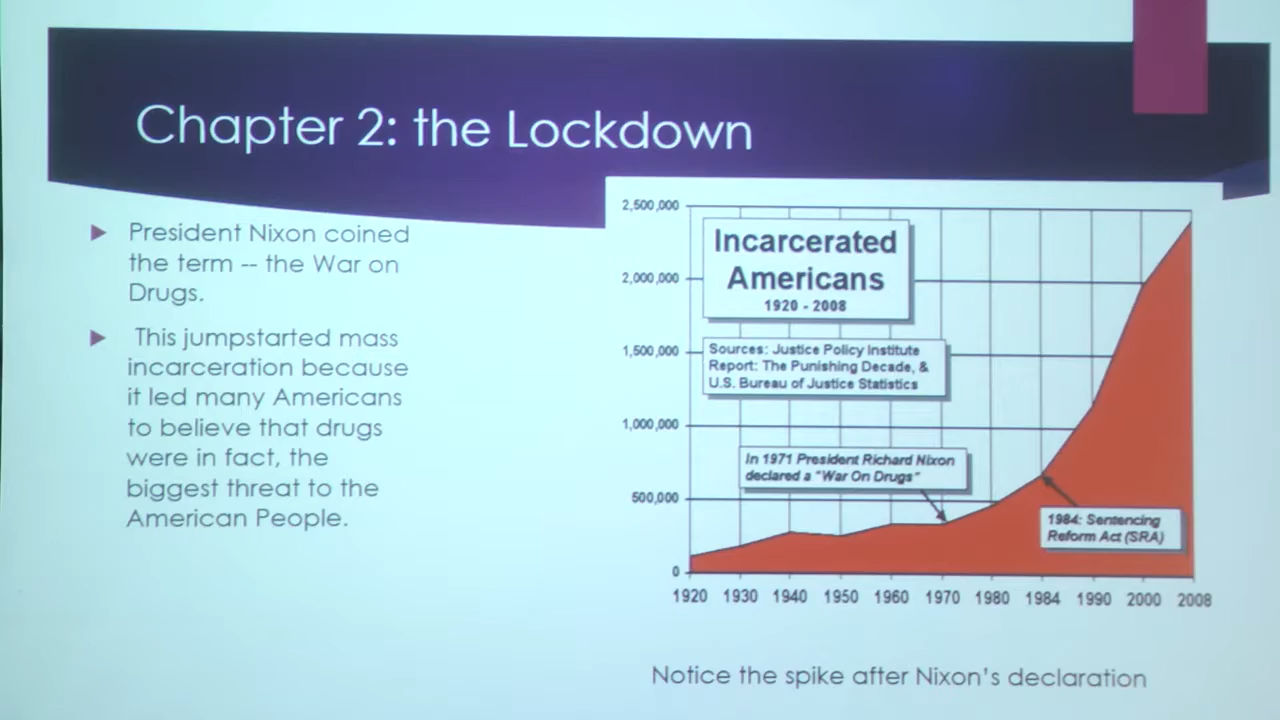 Chapter 2: the Lockdown
President Nixon coined
the term -- the War on
Drugs.
This jumpstarted mass
incarceration because
it led many Americans
to believe that drugs
were in fact, the
biggest threat to the
American People.
2,500,000
2,000,000
1,500,000
1,000,000
500,000
0
Incarcerated
Americans
1920 - 2008
Sources: Justice Policy Institute
Report: The Punishing Decade, &
U.S. Bureau of Justice Statistics
In 1971 President Richard Nixon
declared a "War On Drugs"
1984: Sentencing
Reform Act (SRA)
1920 1930 1940 1950 1960 1970 1980 1984 1990 2000 2008
Notice the spike after Nixon's declaration